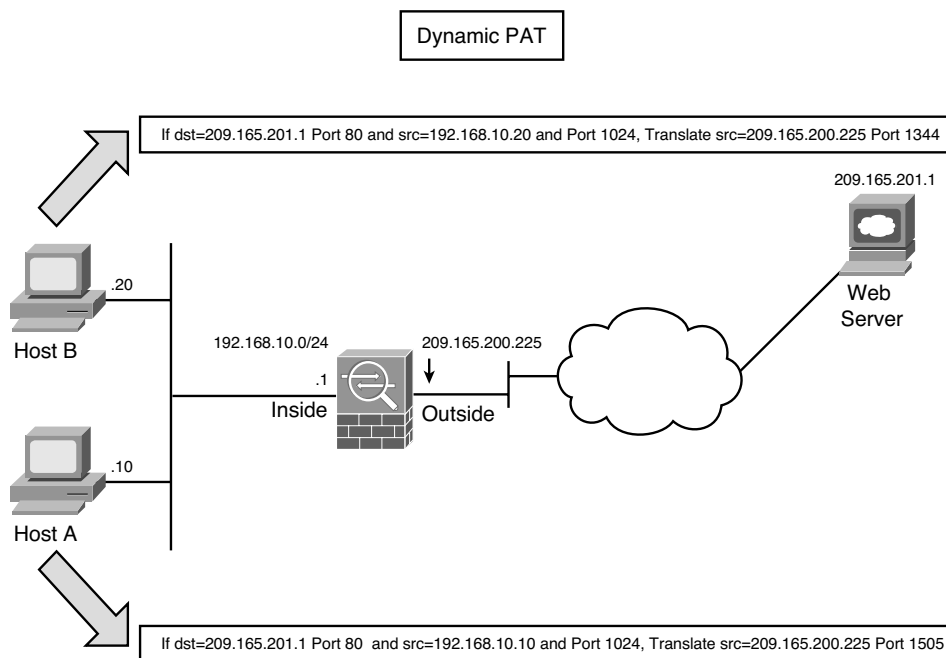 Dynamic PAT
If dst=209.165.201.1 Port 80 and src=192.168.10.20 and Port 1024, Translate src=209.165.200.225 Port 1344
209.165.201.1
.20
Web
Server
Host B
192.168.10.0/24
209.165.200.225
.1
Inside
Outside
.10
Host A
If dst=209.165.201.1 Port 80 and src=192.168.10.10 and Port 1024, Translate src=209.165.200.225 Port 1505